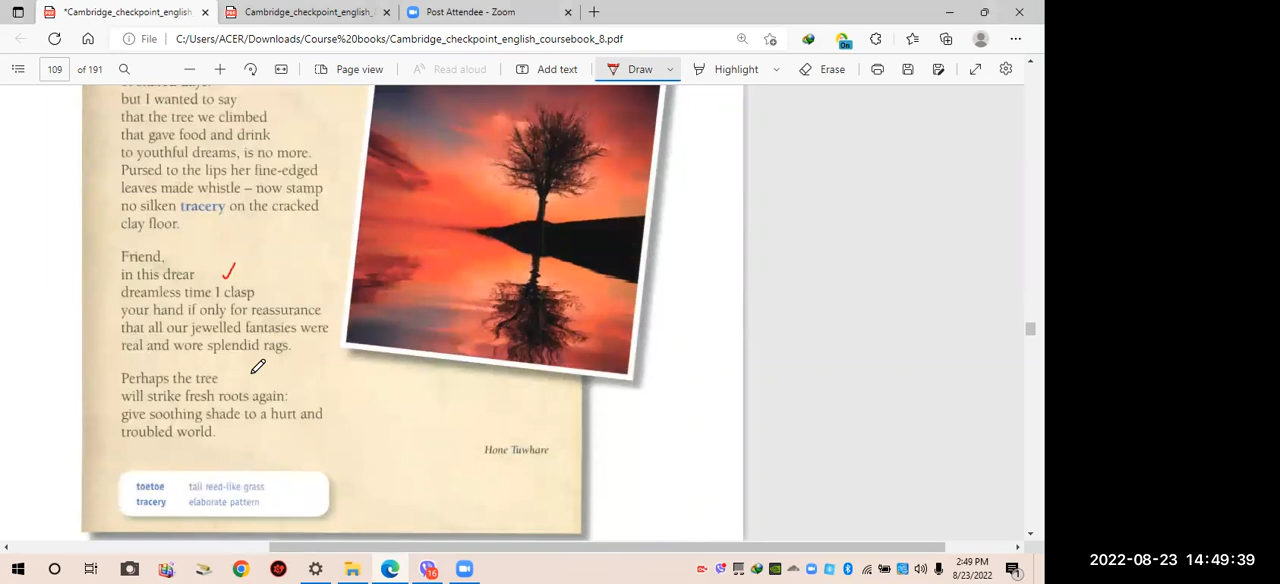 *Cambridge_checkpoint_english_
Cambridge_checkpoint_english_
Post Attendee - Zoom
File
C:/Users/ACER/Downloads/Course%20books/Cambridge_checkpoint_english_coursebook_8.pdf
On
109 of 191
Page view
Read aloud
Add text
Draw
Highlight
Erase
but I wanted to say
that the tree we climbed
that gave food and drink
to youthful dreams, is no more.
Pursed to the lips her fine-edged
leaves made whistle – now stamp
no silken tracery on the cracked
clay floor.
Friend,
in this drear
dreamless time I clasp
your hand if only for reassurance
that all our jewelled fantasies were
real and wore splendid rags.
Perhaps the tree
will strike fresh roots again:
give soothing shade to a hurt and
troubled world.
Hone Tuwhare
toetoe tall reed-like grass
tracery elaborate pattern
16
2:49 PM
8/23/2022
1
2022-08-23 14:49:39